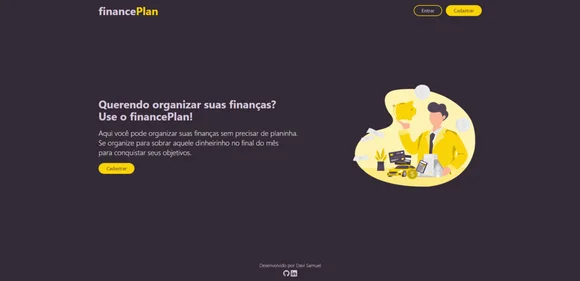 financePlan
Entrar
Cadastrar
Querendo organizar suas finanças?
Use o financePlan!
Aqui você pode organizar suas finanças sem precisar de planinha.
Se organize para sobrar aquele dinheirinho no final do mês
para conquistar seus objetivos.
Cadastrar
Desenvolvido por Davi Samuel